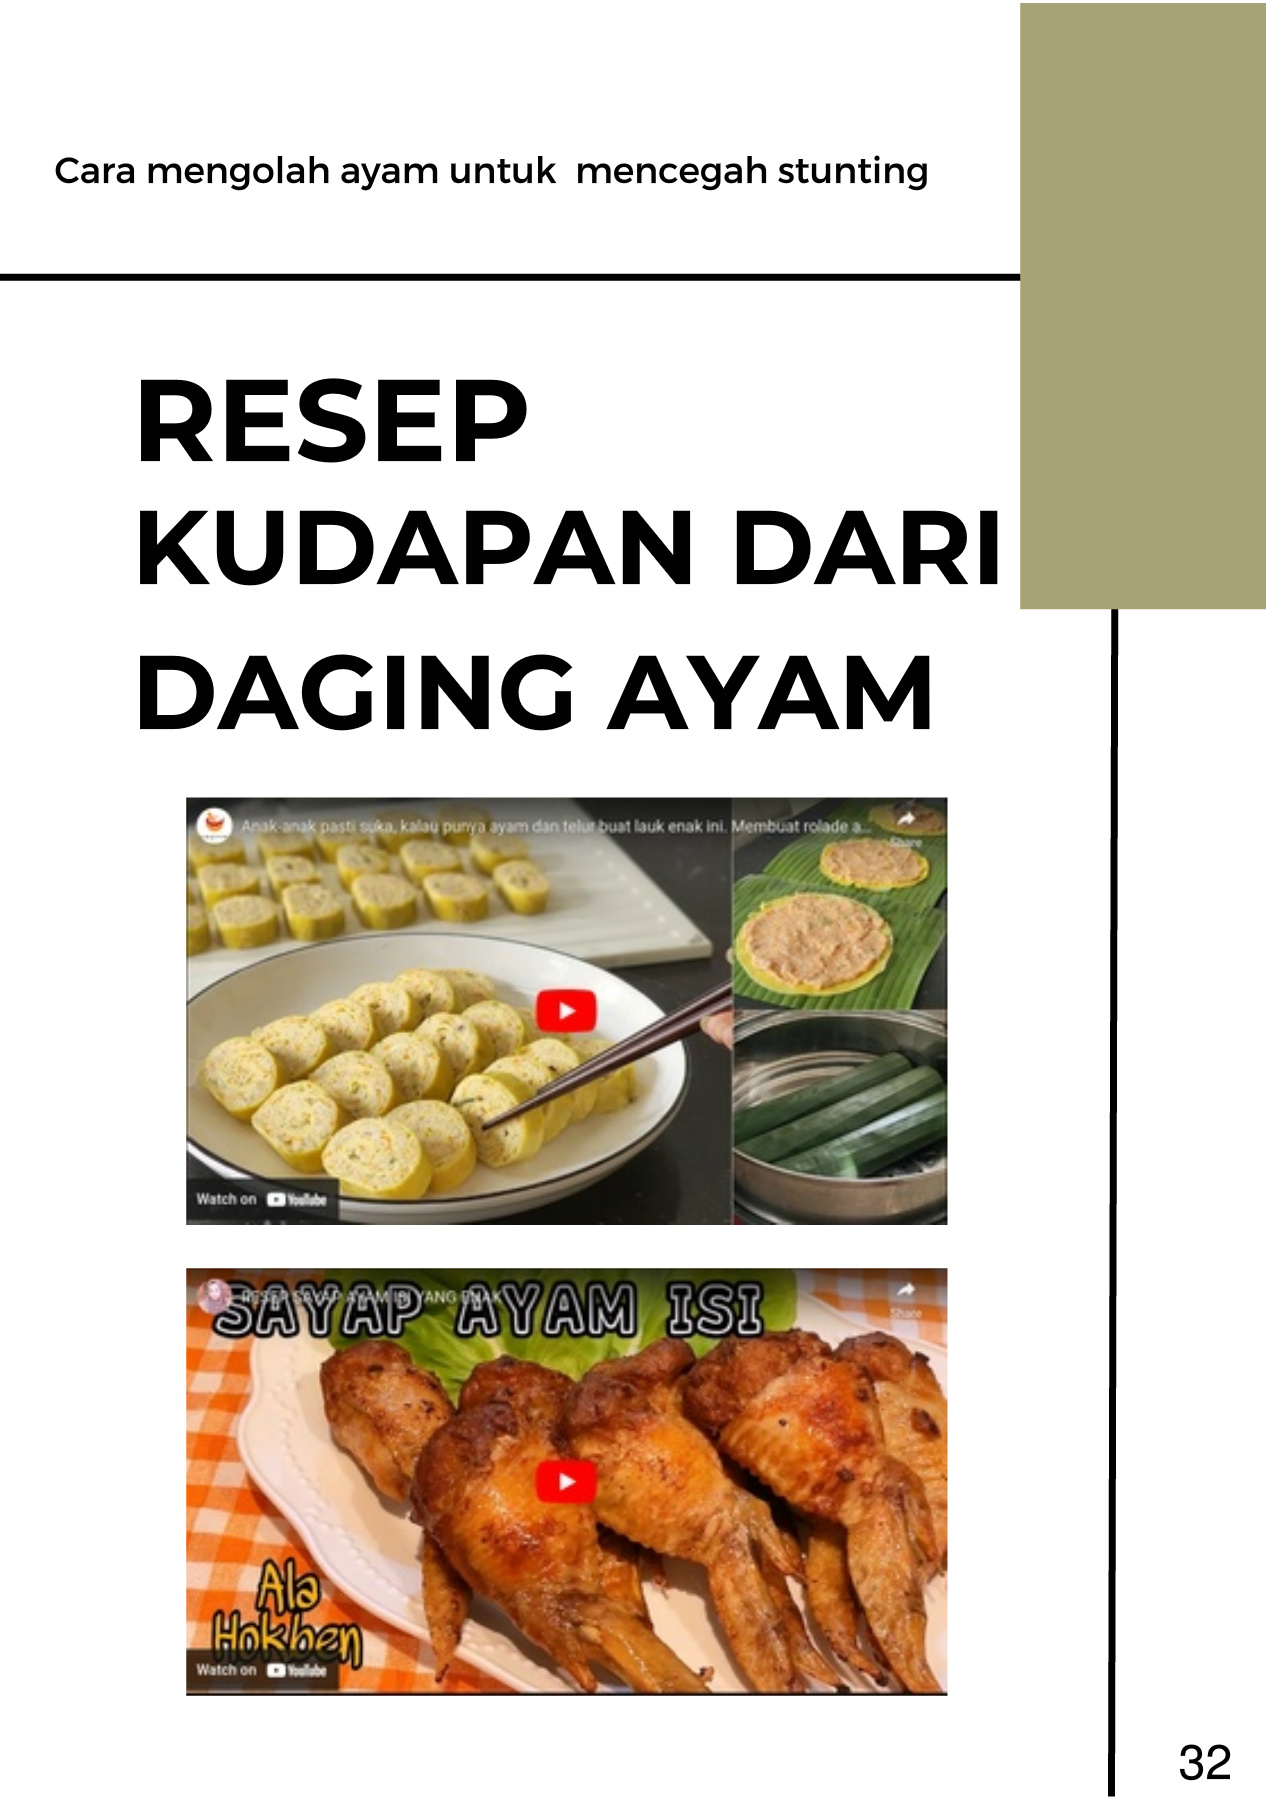 Cara mengolah ayam untuk  mencegah stunting
RESEP
KUDAPAN DARI
DAGING AYAM
Anak-anak pasti suka, kalau punya ayam dan telur buat lauk enak ini. Membuat rolade a...
Share
Watch on YouTube
SAYAP AYAM ISI
RESEP SAYAP AYAM ISI YANG ENAK
Share
Ala
Hokben
Watch on YouTube
32